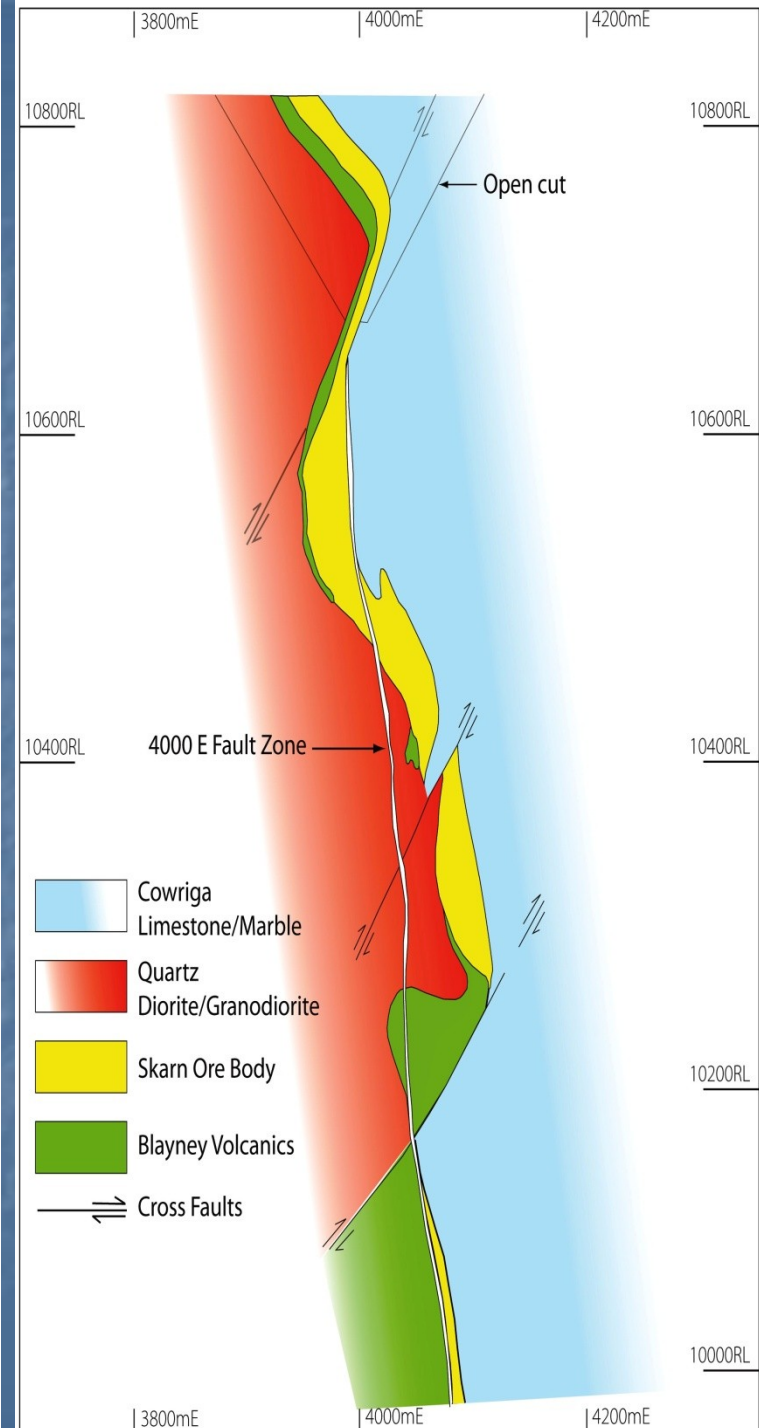 3800mE
4000mE
4200mE
10800RL
10800RL
Open cut
10600RL
10600RL
4000 E Fault Zone
10400RL
10400RL
Cowriga
Limestone/Marble
Quartz
Diorite/Granodiorite
Skarn Ore Body
10200RL
Blayney Volcanics
Cross Faults
10000RL
3800mE
4000mE
4200mE